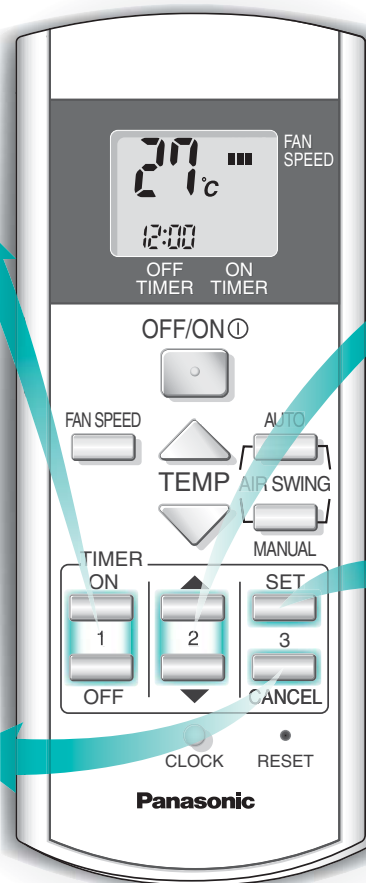 27°C
FAN SPEED
12:00
OFF TIMER
ON TIMER
OFF/ON
FAN SPEED
TEMP
AUTO
AIR SWING
MANUAL
TIMER
ON
SET
1
2
3
OFF
CANCEL
CLOCK
RESET
Panasonic